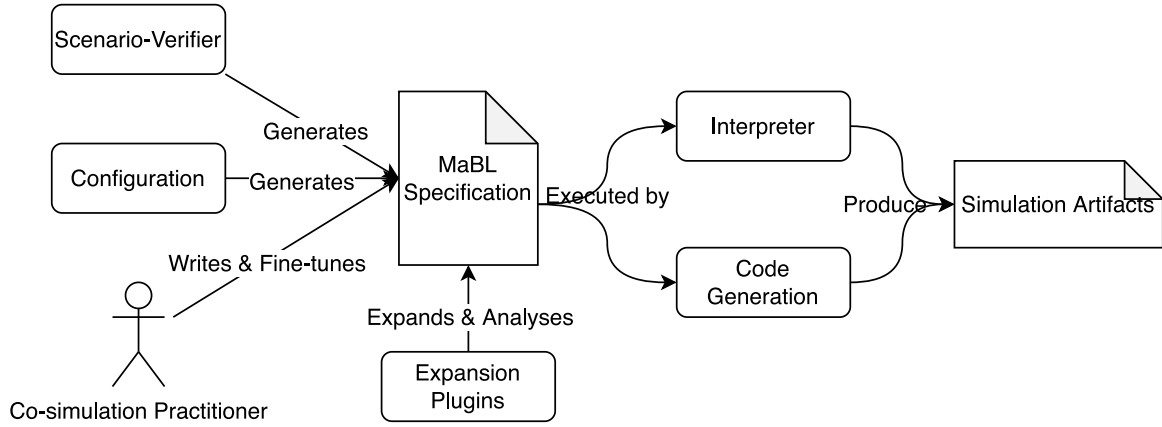 Scenario-Verifier
Generates
Configuration
Generates
Writes & Fine-tunes
Co-simulation Practitioner
MaBL
Specification
Expands & Analyses
Expansion
Plugins
Executed by
Interpreter
Code
Generation
Produce
Simulation Artifacts